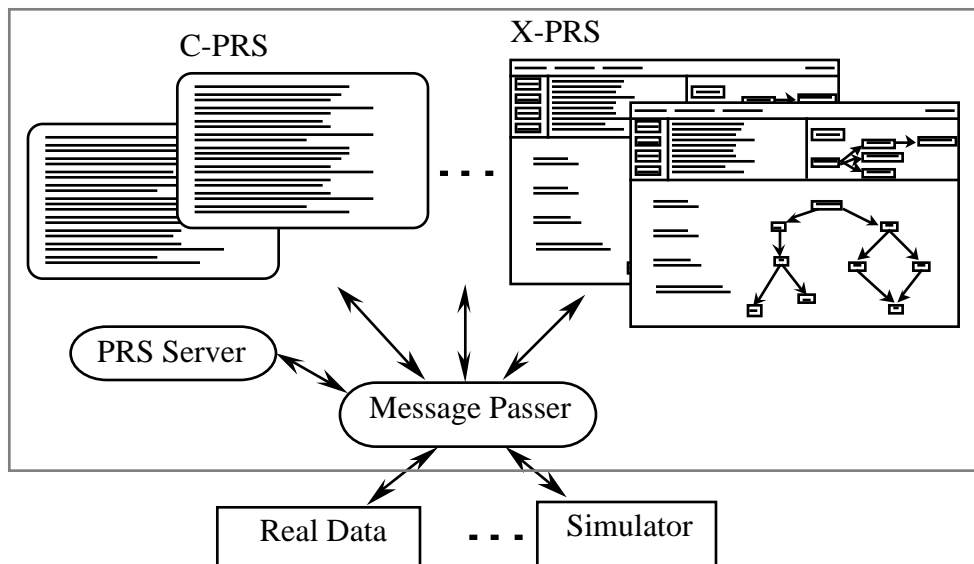 C-PRS
X-PRS
PRS Server
Message Passer
Real Data
Simulator